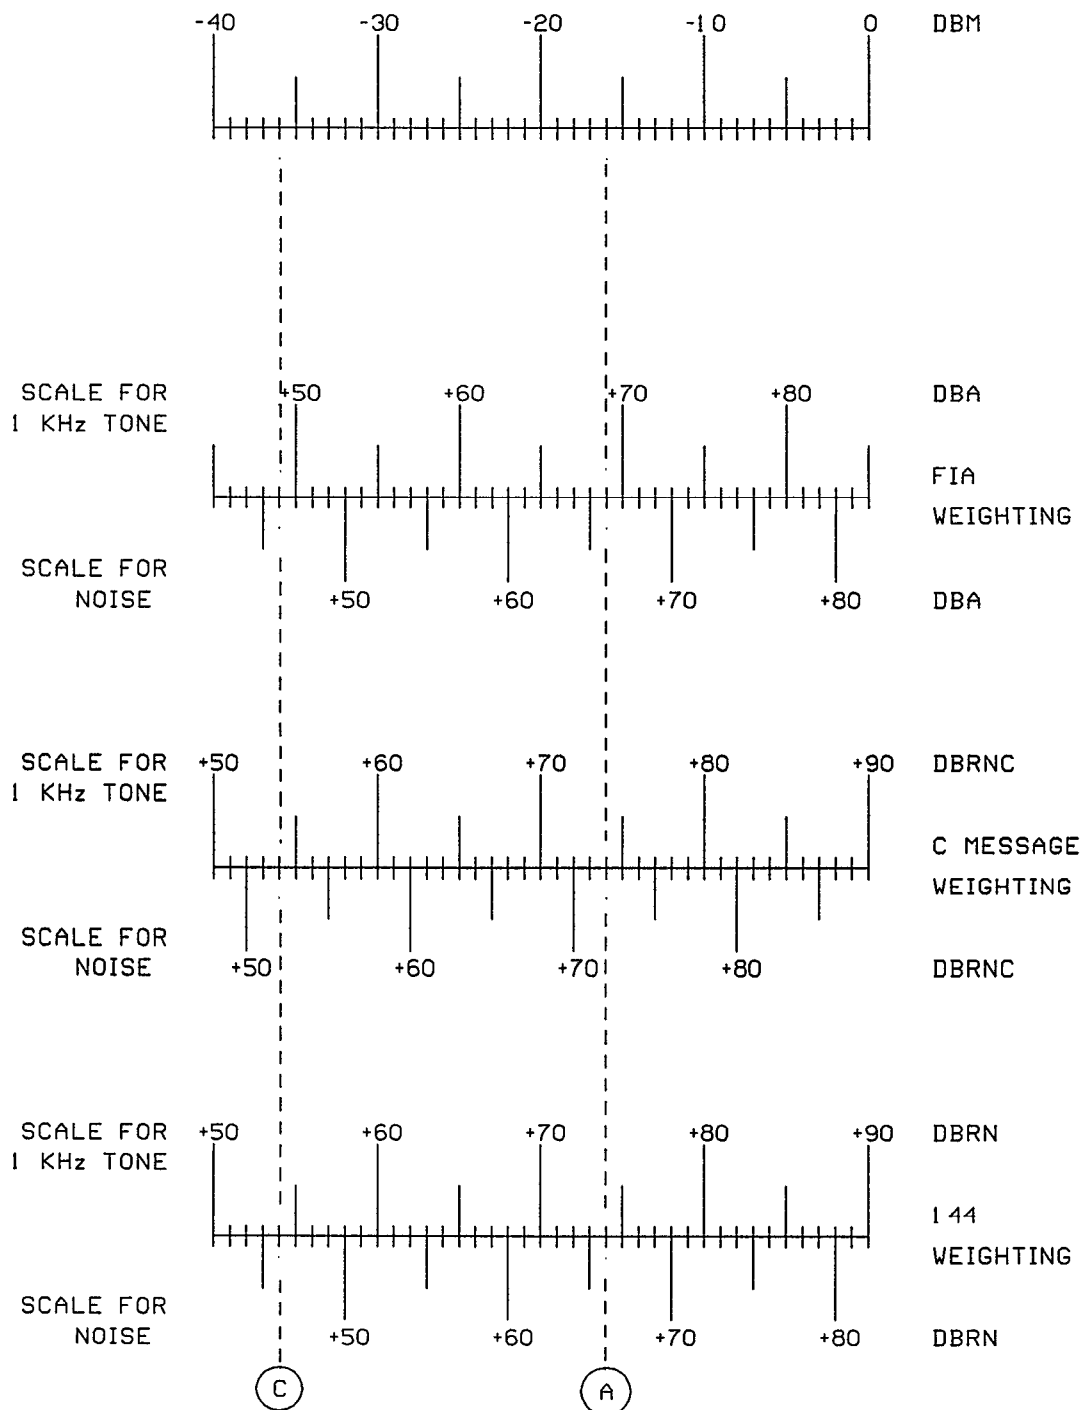 -40 -30 -20 -10 0 DBM
SCALE FOR +50 +60 +70 +80 DBA
1 KHz TONE
FIA
WEIGHTING
SCALE FOR
NOISE +50 +60 +70 +80 DBA
SCALE FOR +50 +60 +70 +80 +90 DBRNC
1 KHz TONE
C MESSAGE
WEIGHTING
SCALE FOR
NOISE +50 +60 +70 +80 DBRNC
SCALE FOR +50 +60 +70 +80 +90 DBRN
1 KHz TONE
144
WEIGHTING
SCALE FOR
NOISE +50 +60 +70 +80 DBRN
C A